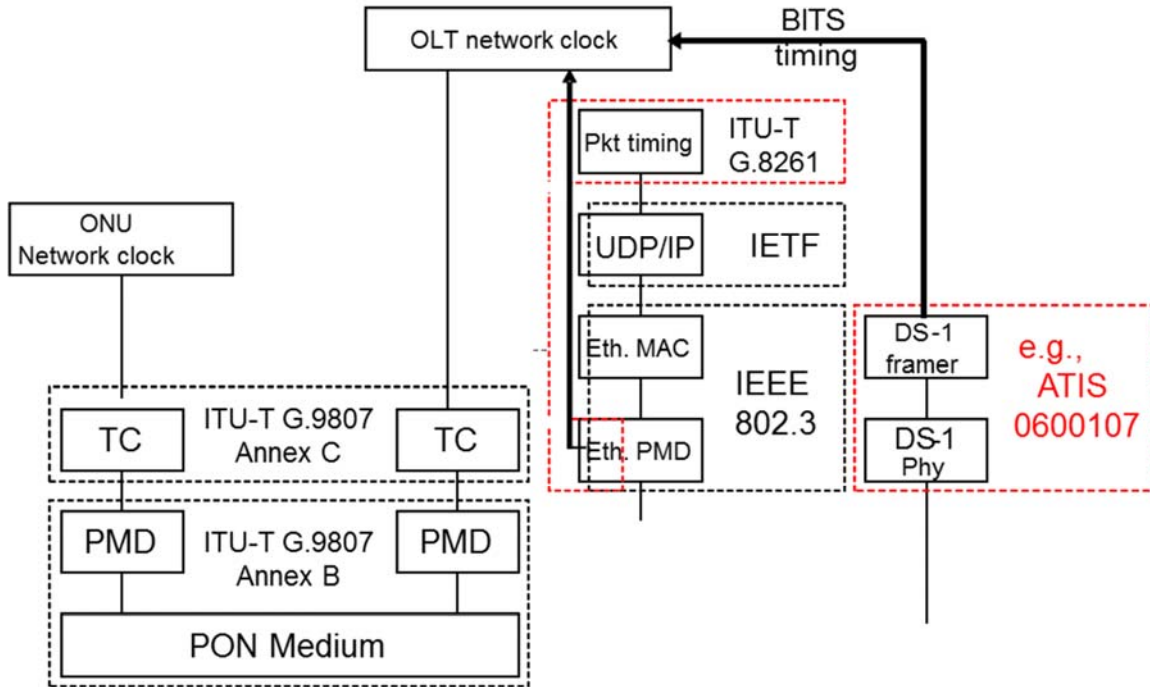 OLT network clock
BITS
timing
Pkt timing
ITU-T
G.8261
ONU
Network clock
UDP/IP
IETF
Eth. MAC
IEEE
802.3
DS-1
framer
e.g.,
ATIS
0600107
TC
ITU-T G.9807
Annex C
TC
Eth. PMD
DS-1
Phy
PMD
ITU-T G.9807
Annex B
PMD
PON Medium